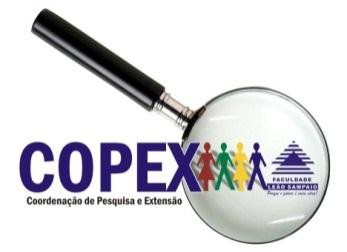 COPEX
Coordenação de Pesquisa e Extensão
FACULDADE
LEÃO SAMPAIO